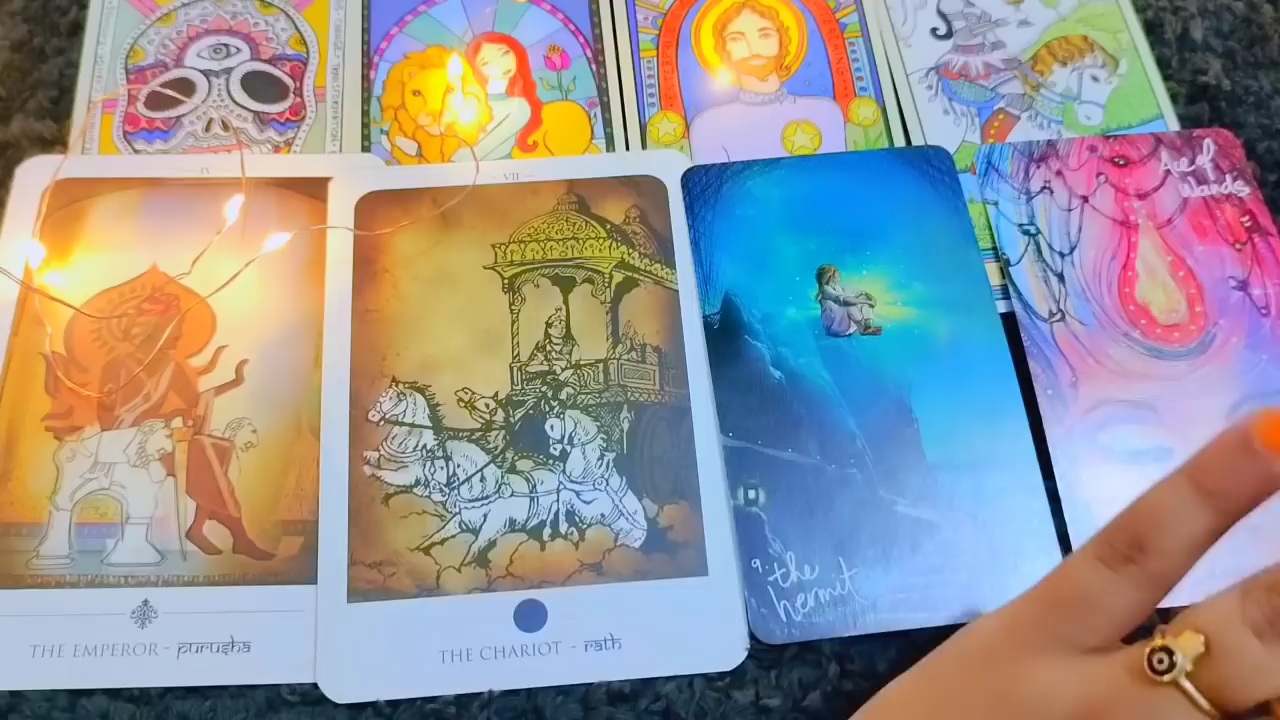 IV
THE EMPEROR - purusha
VII
THE CHARIOT - rath
9. the
hermit
Ace of
Wands